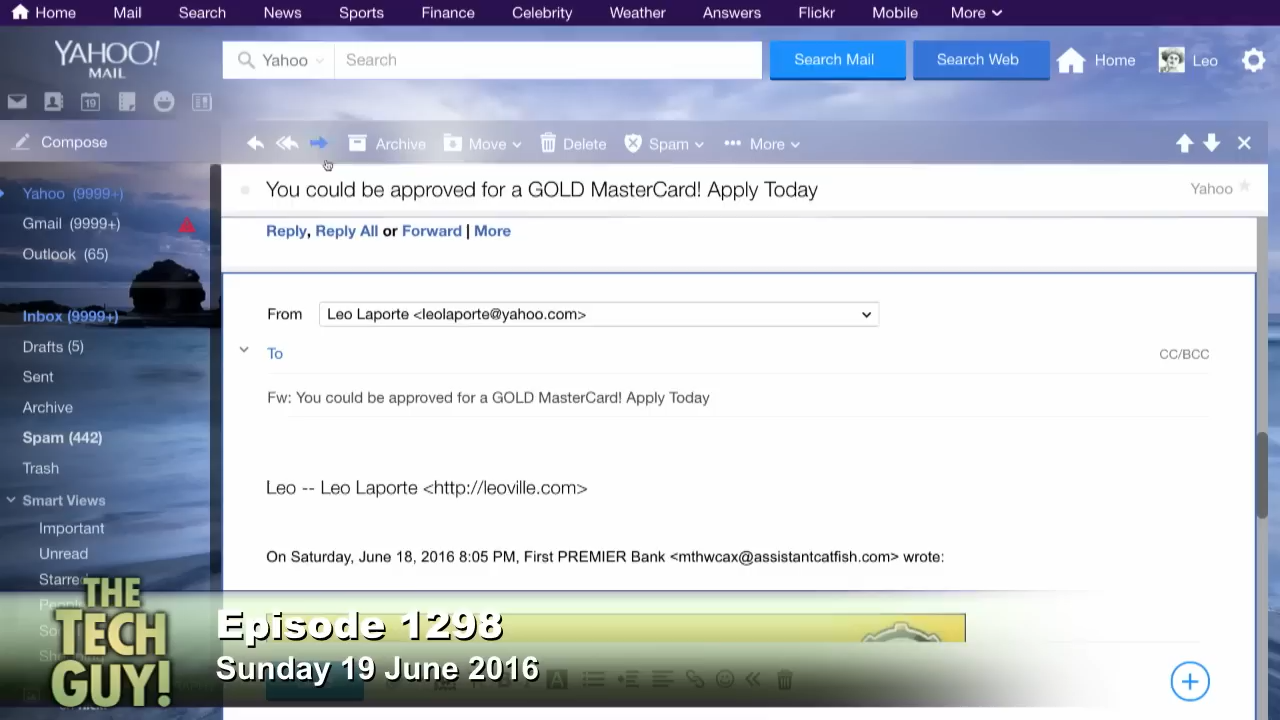 Home Mail Search News Sports Finance Celebrity Weather Answers Flickr Mobile More
YAHOO!
MAIL
Yahoo Search Search Mail Search Web Home Leo
19
Compose Archive Move Delete Spam More
You could be approved for a GOLD MasterCard! Apply Today Yahoo
Reply, Reply All or Forward | More
Yahoo (9999+)
Gmail (9999+)
Outlook (65)
Inbox (9999+)
Drafts (5)
Sent
Archive
Spam (442)
Trash
Smart Views
Important
Unread
Starre
From Leo Laporte <leolaporte@yahoo.com>
To CC/BCC
Fw: You could be approved for a GOLD MasterCard! Apply Today
Leo -- Leo Laporte <http://leoville.com>
On Saturday, June 18, 2016 8:05 PM, First PREMIER Bank <mthwcax@assistantcatfish.com> wrote:
THE
TECH
GUY!
Episode 1298
Sunday 19 June 2016